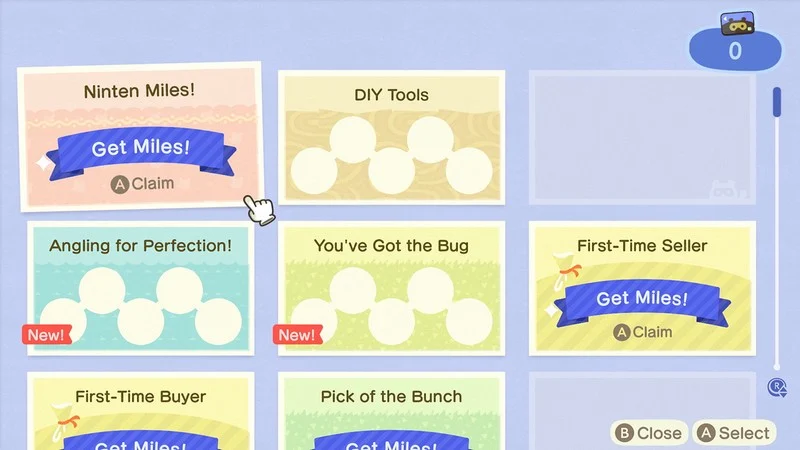 0
Ninten Miles!
Get Miles!
A Claim
DIY Tools
Angling for Perfection!
New!
You've Got the Bug
New!
First-Time Seller
Get Miles!
A Claim
First-Time Buyer
Get Miles!
Pick of the Bunch
Get Miles!
R
B Close A Select